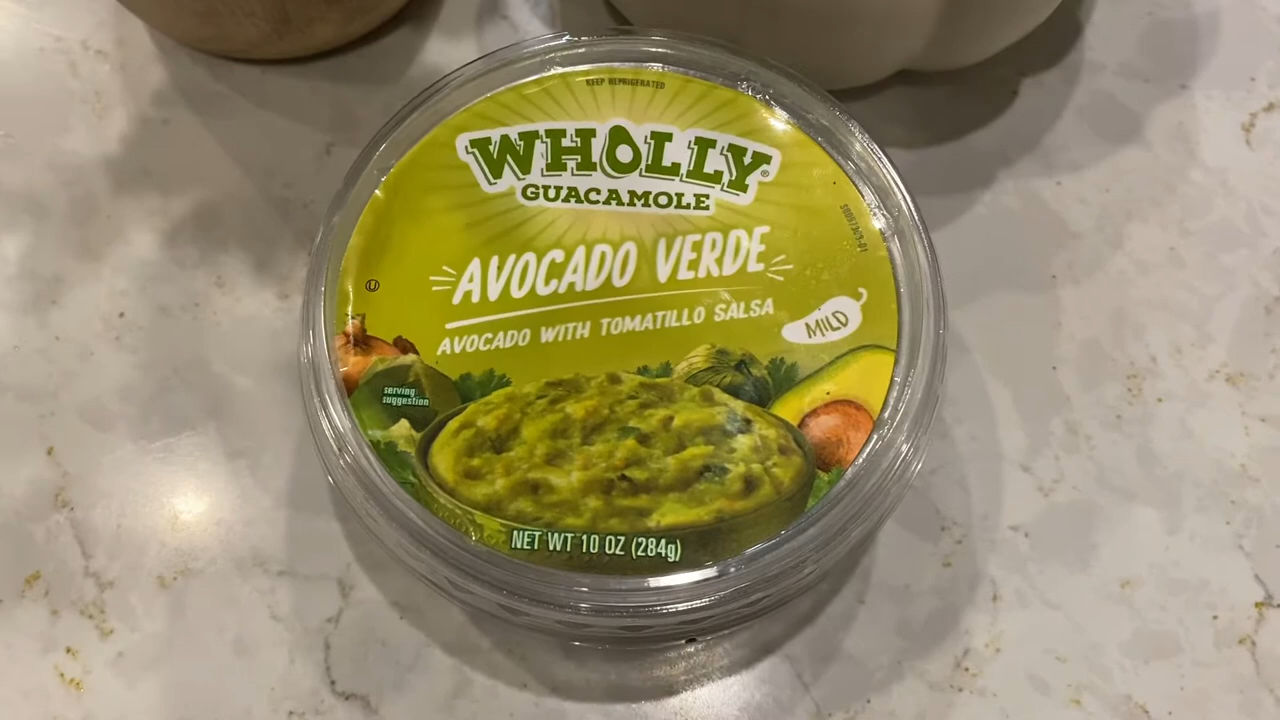 KEEP REFRIGERATED
WHOLLY®
GUACAMOLE
AVOCADO VERDE
AVOCADO WITH TOMATILLO SALSA
MILD
U
serving
suggestion
NET WT 10 OZ (284g)